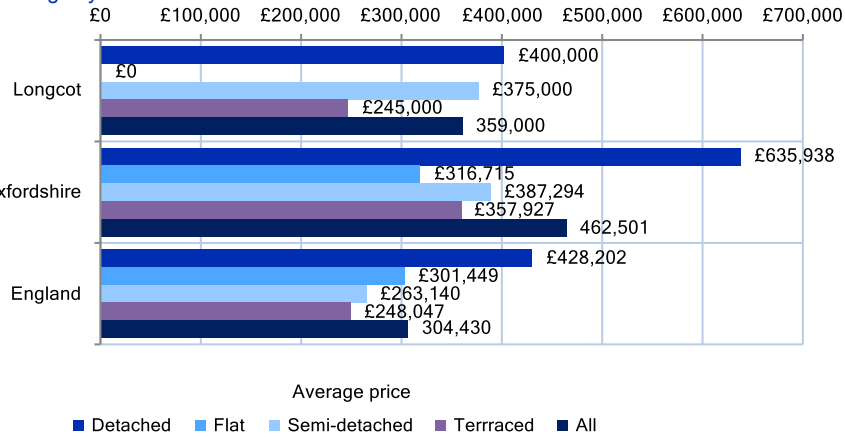 £0 £100,000 £200,000 £300,000 £400,000 £500,000 £600,000 £700,000
£400,000
£0
Longcot
£375,000
£245,000
359,000
£635,938
£316,715
xfordshire
£387,294
£357,927
462,501
£428,202
£301,449
England
£263,140
£248,047
304,430
Average price
Detached Flat Semi-detached Terrraced All